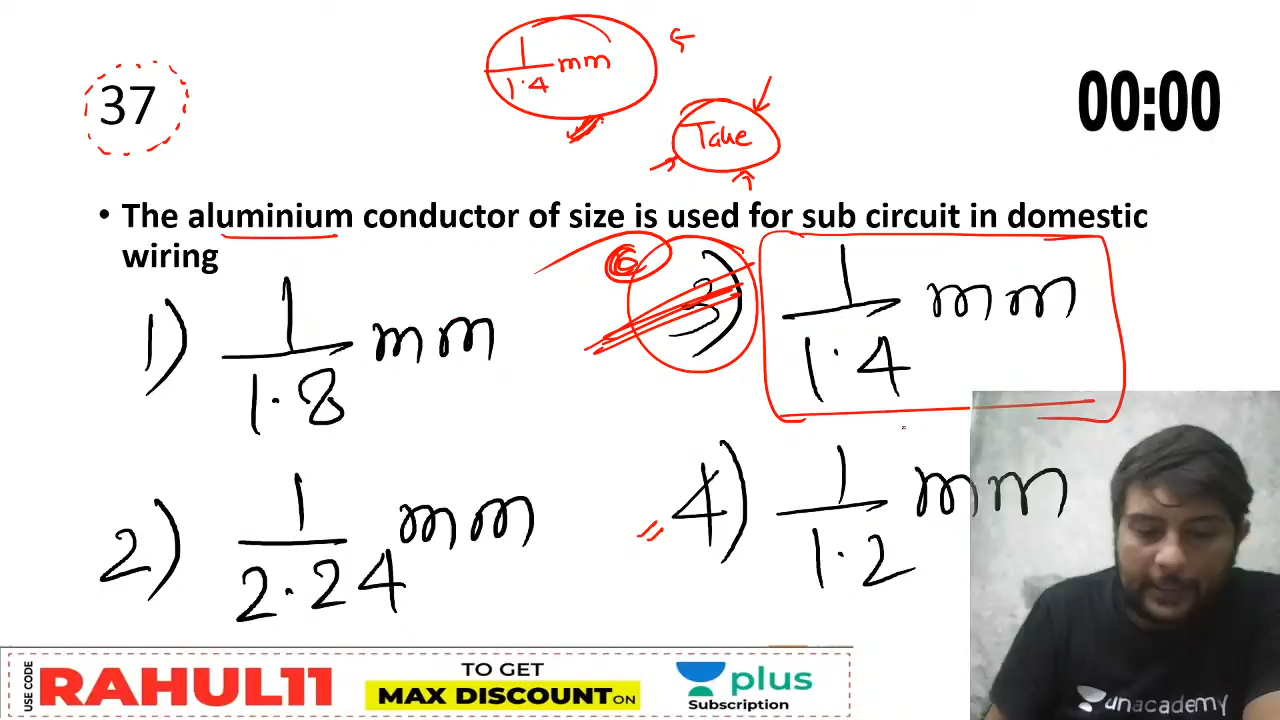 1/1.4 mm
37
00:00
Take
• The aluminium conductor of size is used for sub circuit in domestic
wiring
1) 1/1.8 mm
3) 1/1.4 mm
2) 1/2.24 mm
4) 1/1.2 mm
USE CODE
RAHUL11
TO GET
MAX DISCOUNT ON
plus
Subscription
unacademy